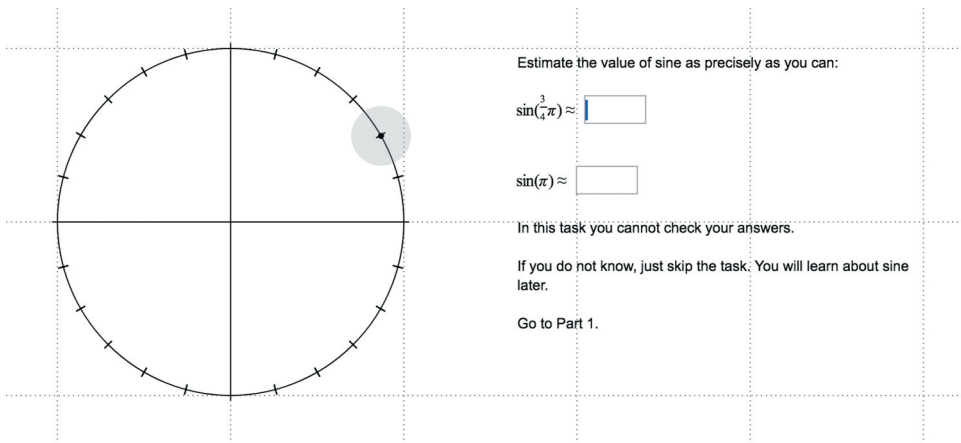 Estimate the value of sine as precisely as you can:
sin(3/4 π) ≈
sin(π) ≈
In this task you cannot check your answers.
If you do not know, just skip the task. You will learn about sine
later.
Go to Part 1.